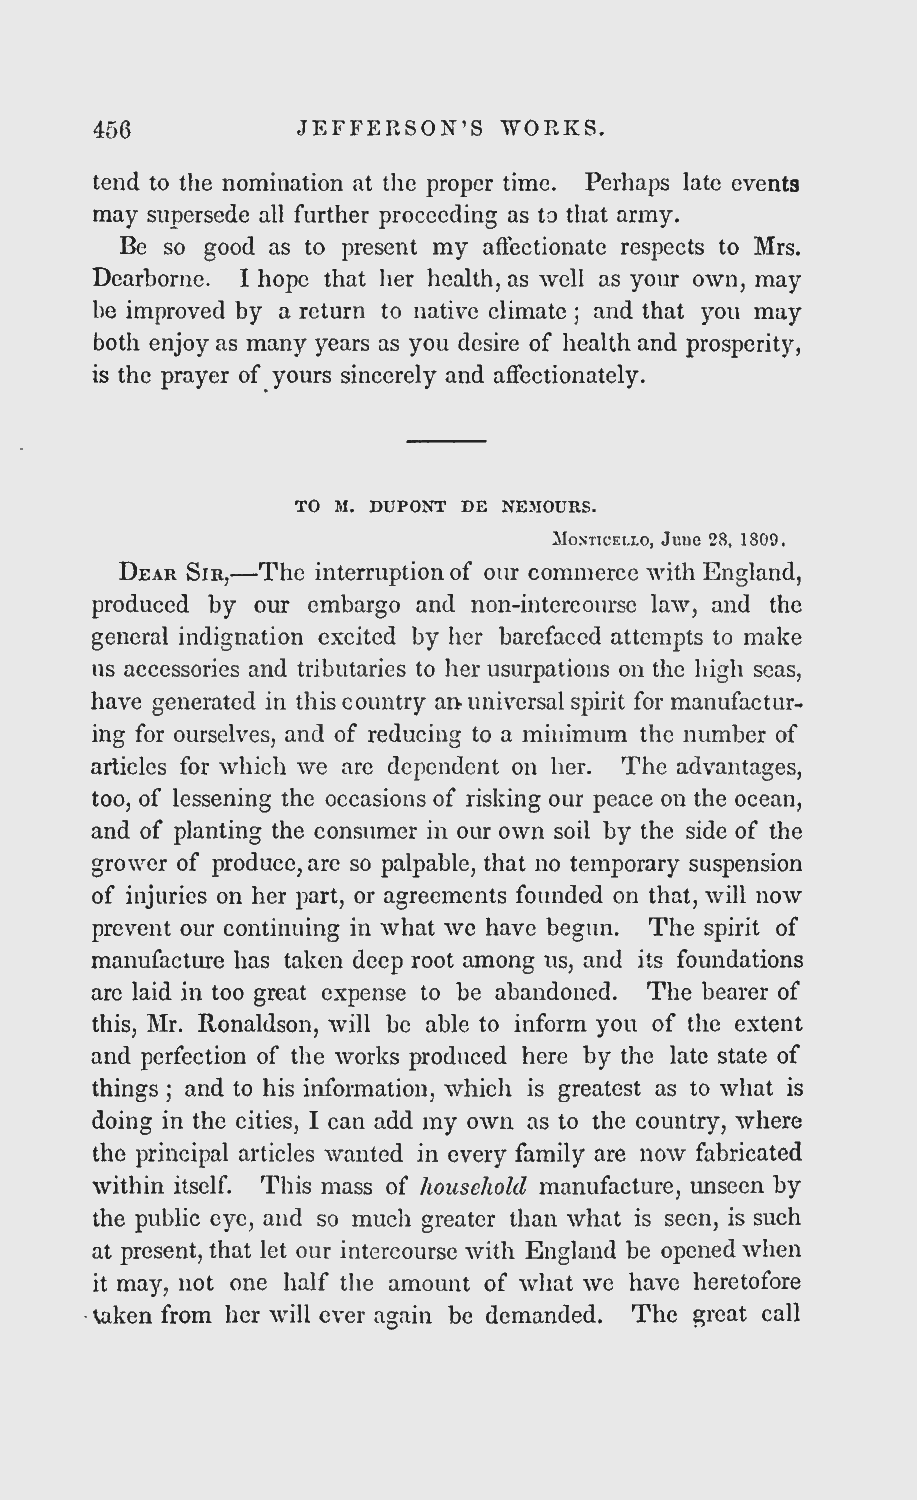 456 JEFFERSON'S WORKS.
tend to the nomination at the proper time. Perhaps late events
may supersede all further proceeding as to that army.
Be so good as to present my affectionate respects to Mrs.
Dearborne. I hope that her health, as well as your own, may
be improved by a return to native climate; and that you may
both enjoy as many years as you desire of health and prosperity,
is the prayer of yours sincerely and affectionately.
TO M. DUPONT DE NEMOURS.
MONTICELLO, June 28, 1809.
DEAR SIR,—The interruption of our commerce with England,
produced by our embargo and non-intercourse law, and the
general indignation excited by her barefaced attempts to make
us accessories and tributaries to her usurpations on the high seas,
have generated in this country an universal spirit for manufactur-
ing for ourselves, and of reducing to a minimum the number of
articles for which we are dependent on her. The advantages,
too, of lessening the occasions of risking our peace on the ocean,
and of planting the consumer in our own soil by the side of the
grower of produce, are so palpable, that no temporary suspension
of injuries on her part, or agreements founded on that, will now
prevent our continuing in what we have begun. The spirit of
manufacture has taken deep root among us, and its foundations
are laid in too great expense to be abandoned. The bearer of
this, Mr. Ronaldson, will be able to inform you of the extent
and perfection of the works produced here by the late state of
things; and to his information, which is greatest as to what is
doing in the cities, I can add my own as to the country, where
the principal articles wanted in every family are now fabricated
within itself. This mass of household manufacture, unseen by
the public eye, and so much greater than what is seen, is such
at present, that let our intercourse with England be opened when
it may, not one half the amount of what we have heretofore
taken from her will ever again be demanded. The great call